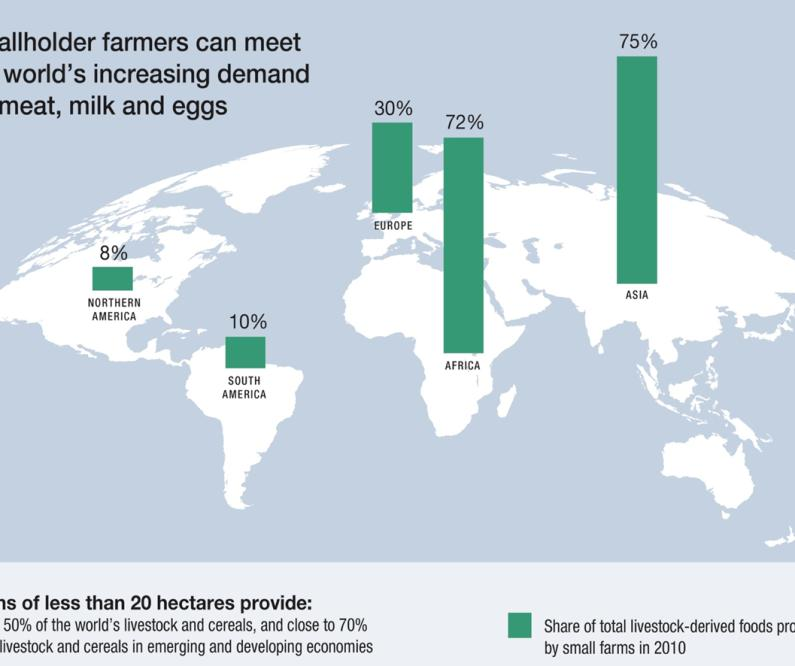 allholder farmers can meet
world's increasing demand
meat, milk and eggs
75%
30%
72%
EUROPE
8%
NORTHERN
AMERICA
ASIA
10%
SOUTH
AMERICA
AFRICA
ns of less than 20 hectares provide:
50% of the world's livestock and cereals, and close to 70%
livestock and cereals in emerging and developing economies
Share of total livestock-derived foods pro
by small farms in 2010